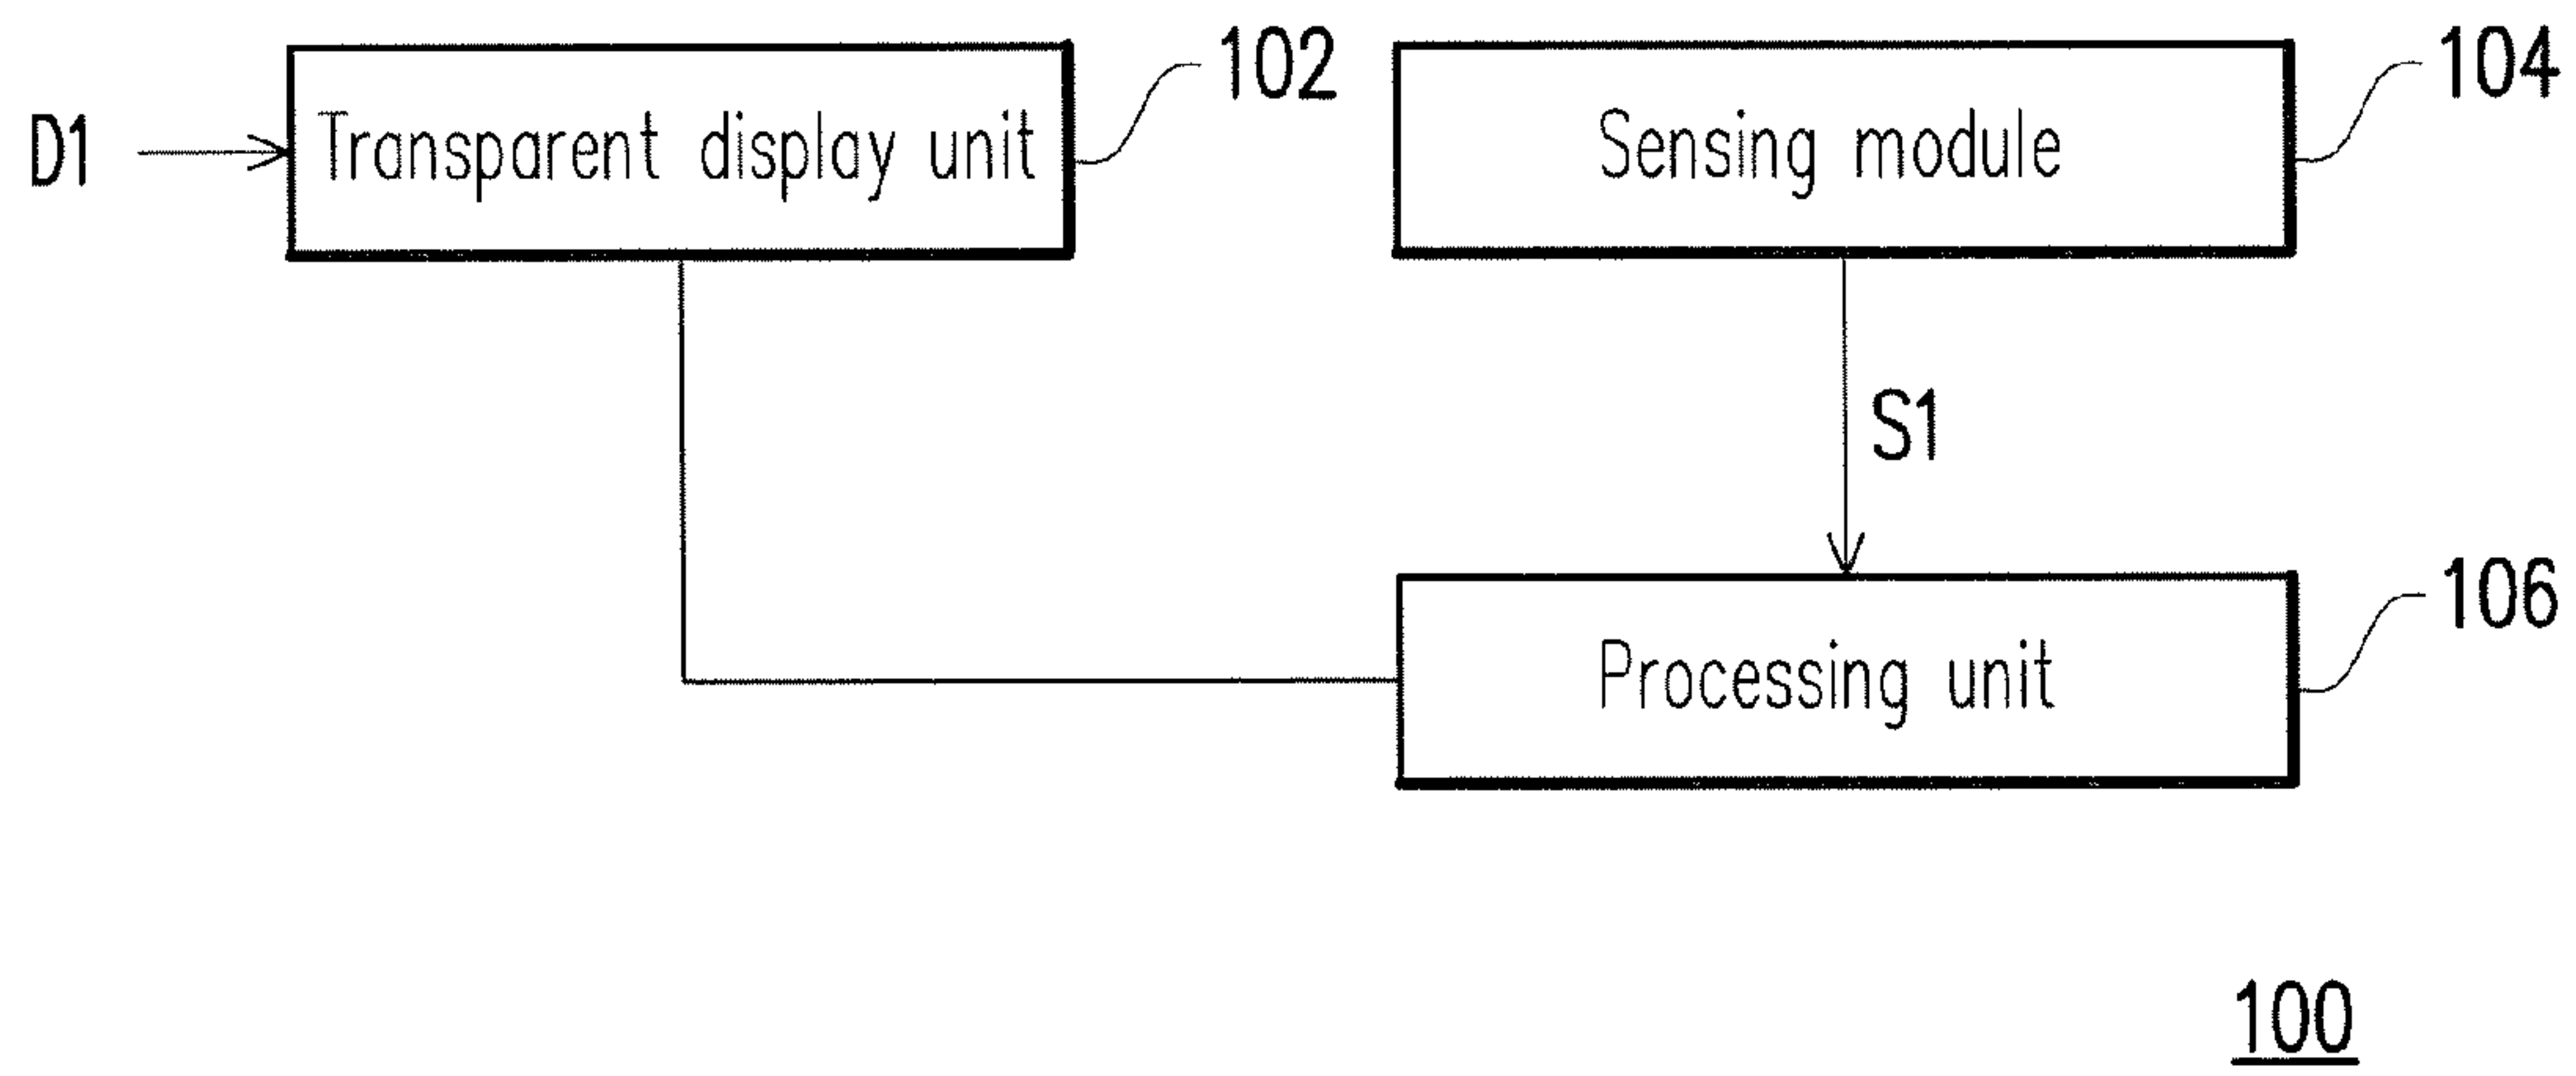 D1
Transparent display unit
102
Sensing module
104
S1
Processing unit
106
100